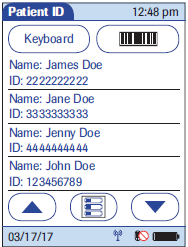 Patient ID 12:48 pm
Keyboard
Name: James Doe
ID: 2222222222
Name: Jane Doe
ID: 3333333333
Name: Jenny Doe
ID: 4444444444
Name: John Doe
ID: 123456789
03/17/17